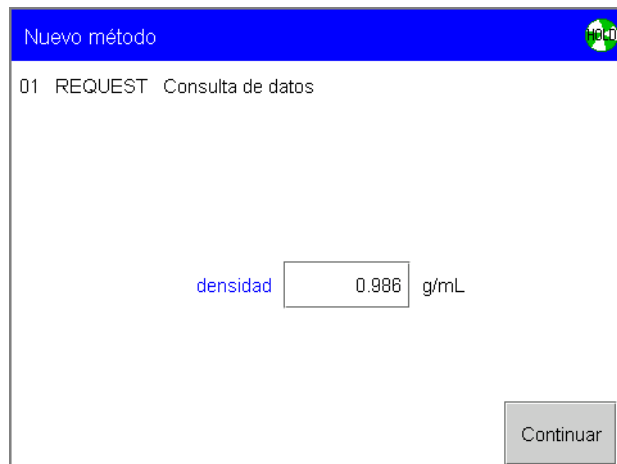 Nuevo método
HOLD
01 REQUEST Consulta de datos
densidad 0.986 g/mL
Continuar